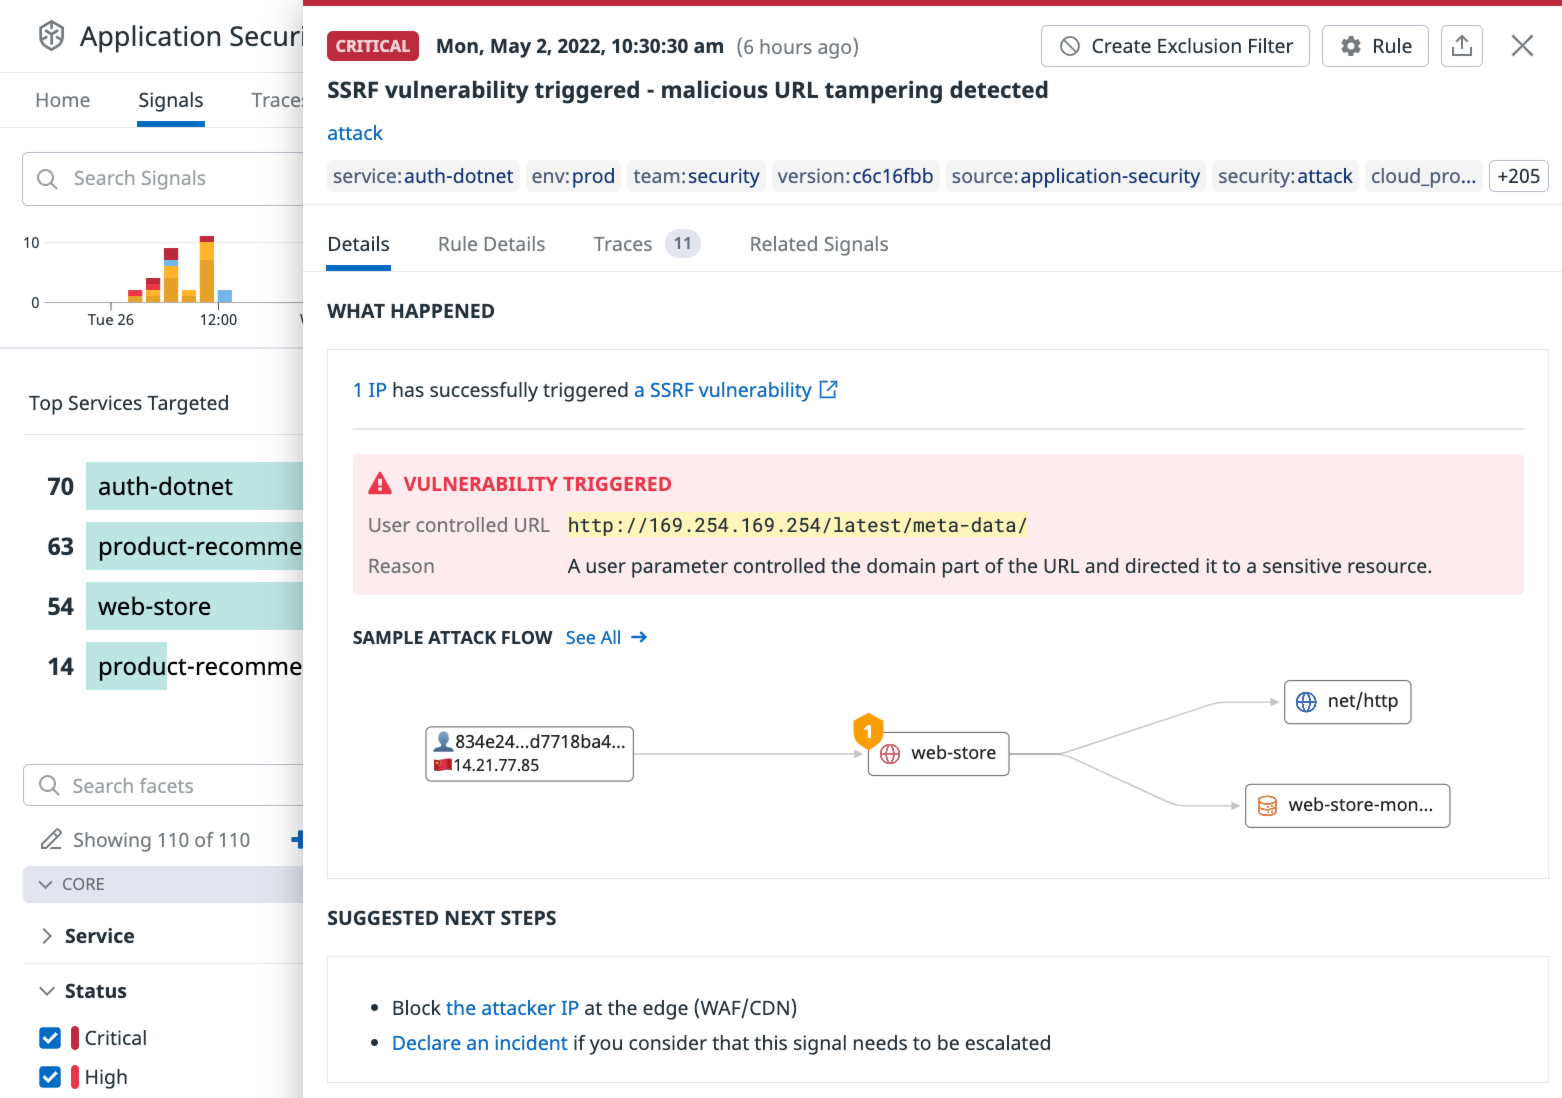 Application Securi
Home
Signals
Traces
Search Signals
10
0
Tue 26
12:00
Top Services Targeted
70 auth-dotnet
63 product-recomme
54 web-store
14 product-recomme
Search facets
Showing 110 of 110
CORE
Service
Status
Critical
High
CRITICAL Mon, May 2, 2022, 10:30:30 am (6 hours ago)
Create Exclusion Filter
Rule
SSRF vulnerability triggered - malicious URL tampering detected
attack
service:auth-dotnet env:prod team:security version:c6c16fbb source:application-security security:attack cloud_pro... +205
Details
Rule Details
Traces 11
Related Signals
WHAT HAPPENED
1 IP has successfully triggered a SSRF vulnerability
VULNERABILITY TRIGGERED
User controlled URL http://169.254.169.254/latest/meta-data/
Reason A user parameter controlled the domain part of the URL and directed it to a sensitive resource.
SAMPLE ATTACK FLOW See All
834e24...d7718ba4...
14.21.77.85
1
web-store
net/http
web-store-mon...
SUGGESTED NEXT STEPS
• Block the attacker IP at the edge (WAF/CDN)
• Declare an incident if you consider that this signal needs to be escalated